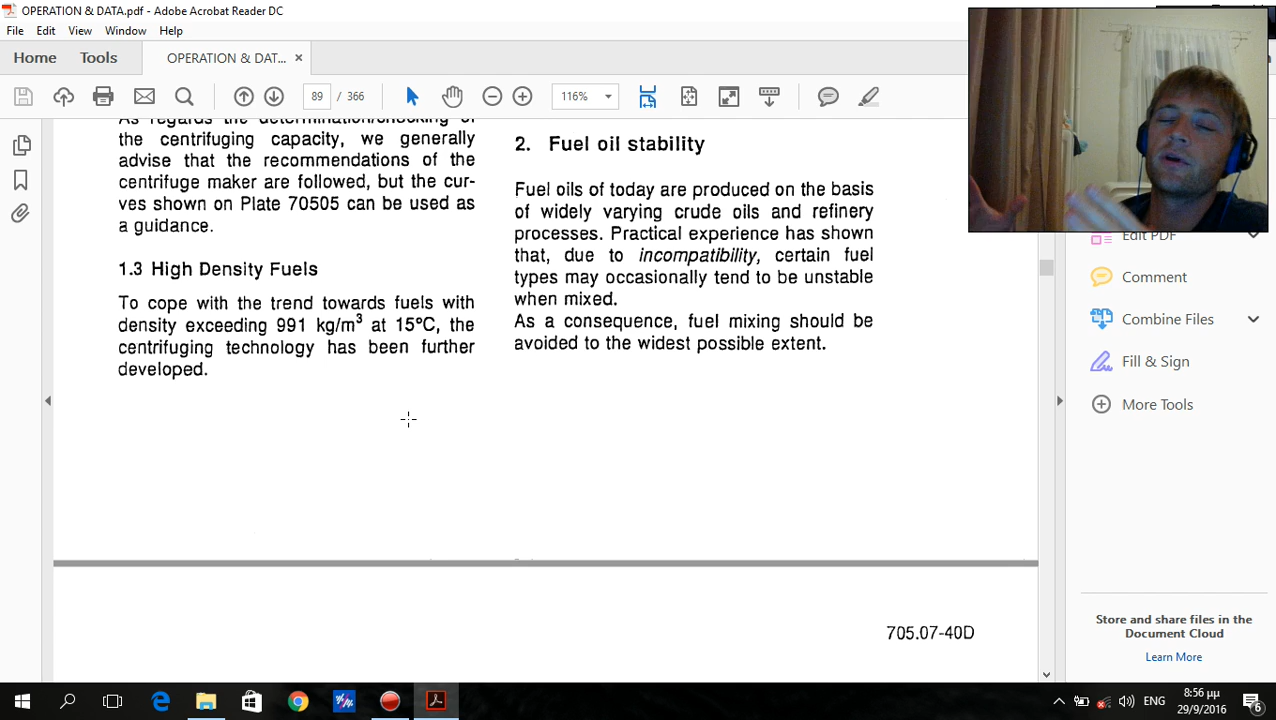 OPERATION & DATA.pdf - Adobe Acrobat Reader DC
File Edit View Window Help
Home Tools OPERATION & DAT... ×
89 / 366 116%
As regards the determination/checking of
the centrifuging capacity, we generally
advise that the recommendations of the
centrifuge maker are followed, but the cur-
ves shown on Plate 70505 can be used as
a guidance.
1.3 High Density Fuels
To cope with the trend towards fuels with
density exceeding 991 kg/m³ at 15ºC, the
centrifuging technology has been further
developed.
2. Fuel oil stability
Fuel oils of today are produced on the basis
of widely varying crude oils and refinery
processes. Practical experience has shown
that, due to incompatibility, certain fuel
types may occasionally tend to be unstable
when mixed.
As a consequence, fuel mixing should be
avoided to the widest possible extent.
705.07-40D
Edit PDF
Comment
Combine Files
Fill & Sign
More Tools
Store and share files in the
Document Cloud
Learn More
ENG
8:56 μμ
29/9/2016
6